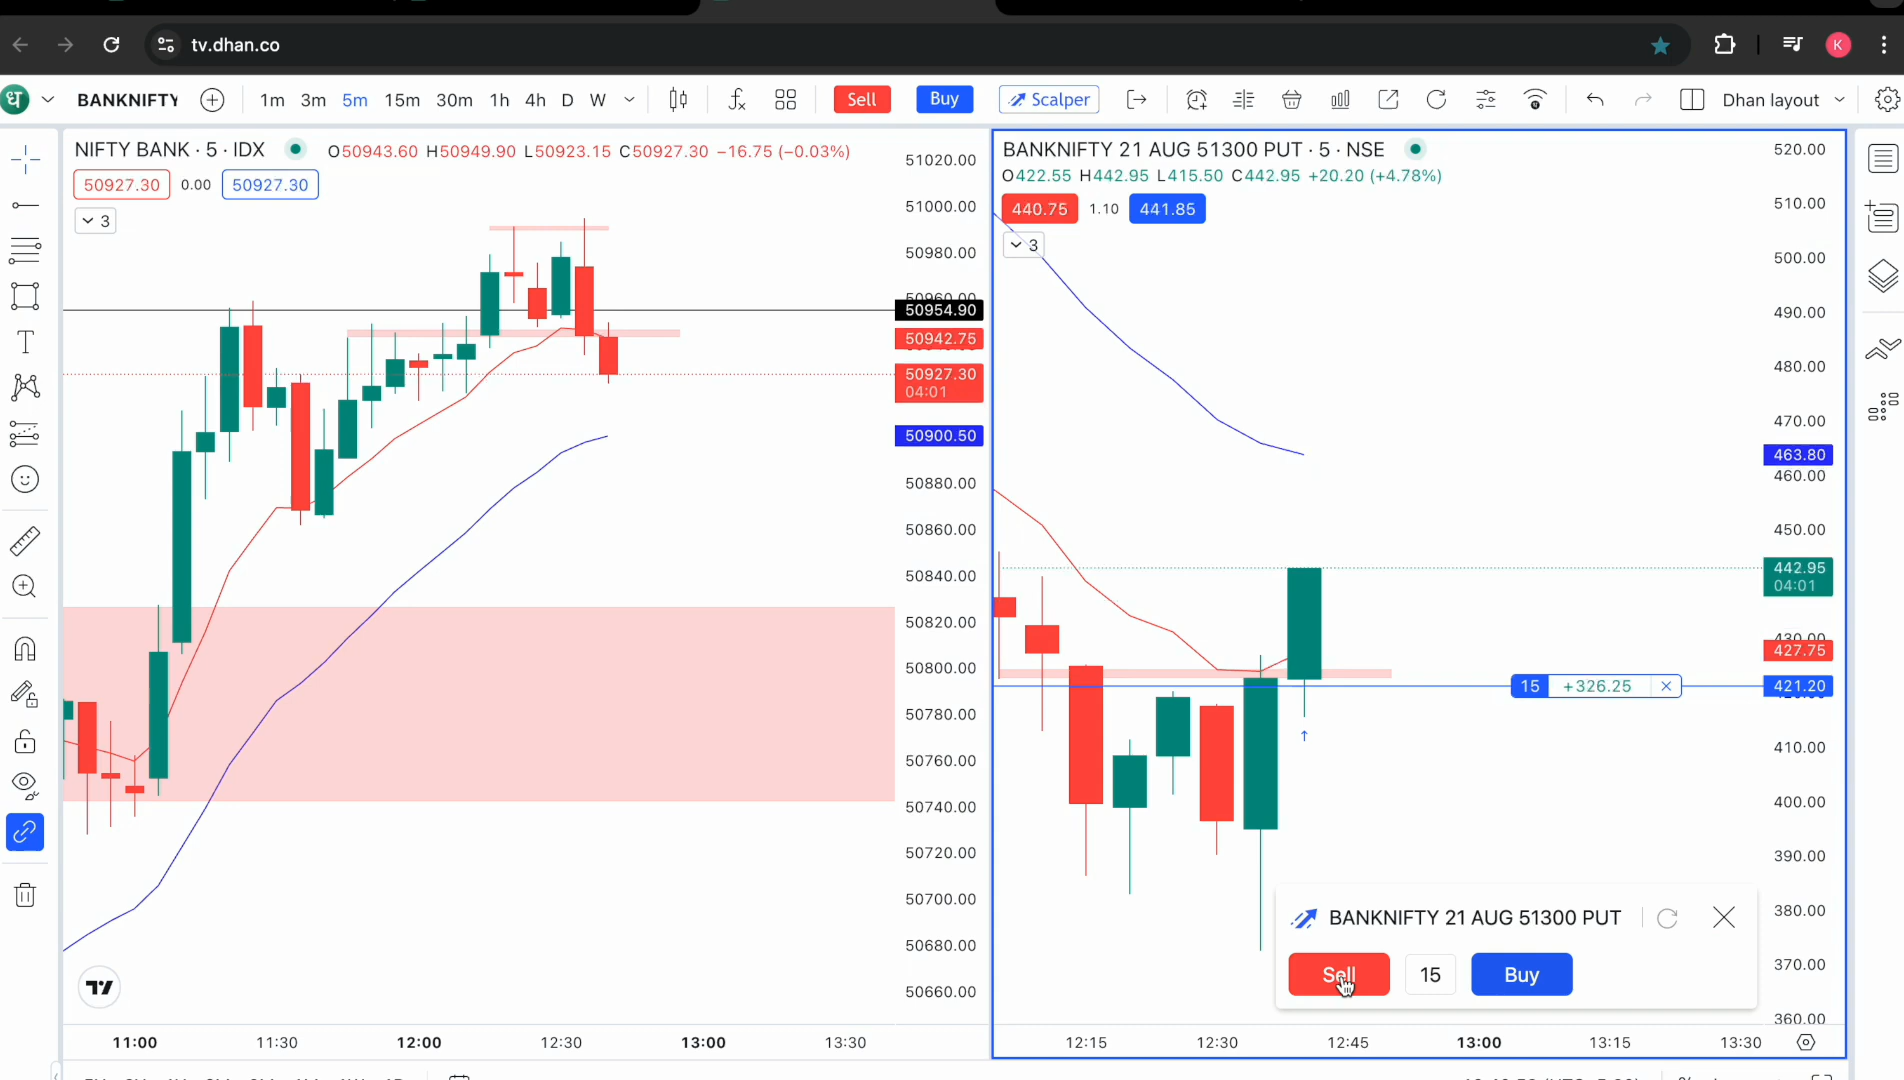 tv.dhan.co
K
ध
BANKNIFTY
1m 3m 5m 15m 30m 1h 4h D W
Sell
Buy
Scalper
Dhan layout
NIFTY BANK · 5 · IDX
O50943.60 H50949.90 L50923.15 C50927.30 −16.75 (−0.03%)
50927.30 0.00 50927.30
3
51020.00
51000.00
50980.00
50960.00
50954.90
50942.75
50927.30
04:01
50900.50
50880.00
50860.00
50840.00
50820.00
50800.00
50780.00
50760.00
50740.00
50720.00
50700.00
50680.00
50660.00
11:00 11:30 12:00 12:30 13:00 13:30
BANKNIFTY 21 AUG 51300 PUT · 5 · NSE
O422.55 H442.95 L415.50 C442.95 +20.20 (+4.78%)
440.75 1.10 441.85
3
520.00
510.00
500.00
490.00
480.00
470.00
463.80
460.00
450.00
442.95
04:01
430.00
427.75
15 +326.25
421.20
410.00
400.00
390.00
380.00
370.00
360.00
BANKNIFTY 21 AUG 51300 PUT
Sell 15 Buy
12:15 12:30 12:45 13:00 13:15 13:30